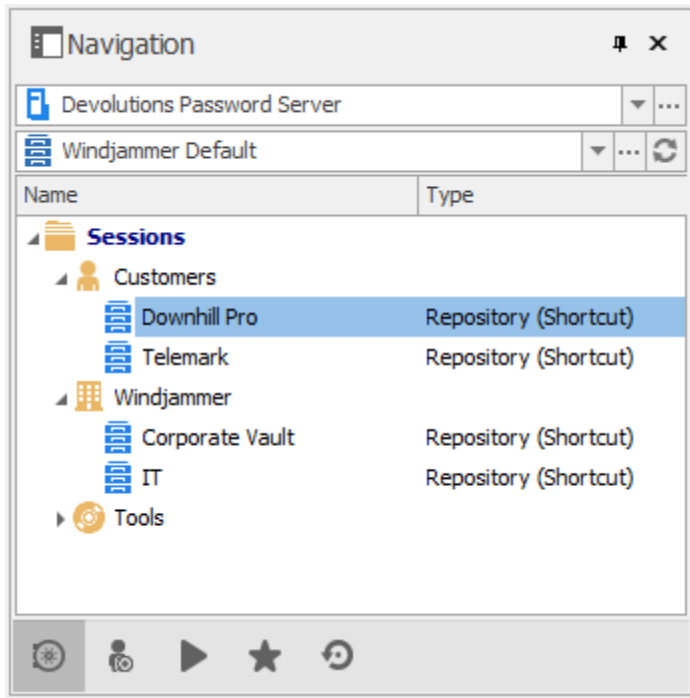 Navigation
Devolutions Password Server
Windjammer Default
Name Type
Sessions
Customers
Downhill Pro Repository (Shortcut)
Telemark Repository (Shortcut)
Windjammer
Corporate Vault Repository (Shortcut)
IT Repository (Shortcut)
Tools